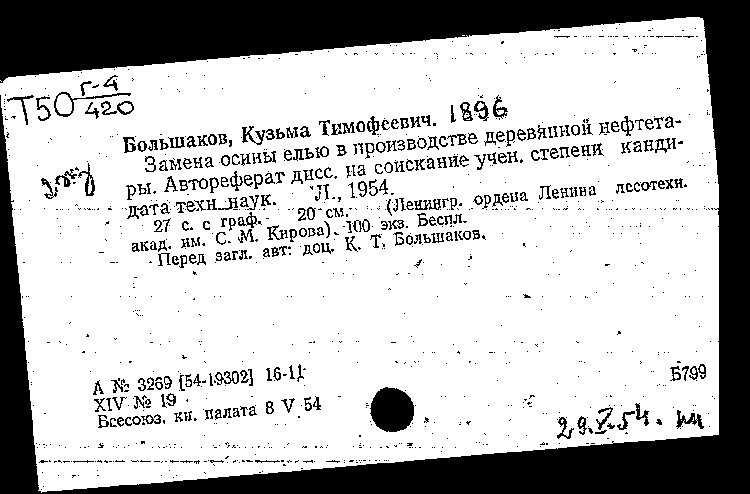 Т50 г-4
420
Большаков, Кузьма Тимофеевич. 1896
Замена осины елью в производстве деревянной нефтета-
ры. Автореферат дисс. на соискание учен. степени канди-
дата техн. наук. Л., 1954.
27 с. с граф. 20 см. (Ленингр. ордена Ленина лесотехн.
акад. им. С. М. Кирова). 100 экз. Беспл.
Перед загл. авт: доц. К. Т. Большаков.
А № 3269 [54-19302] 16-11
XIV № 19
Б799
Всесоюз. кн. палата 8 V 54
29.X.54.